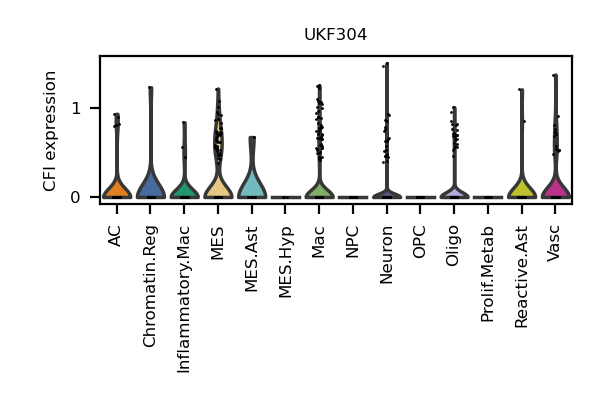 UKF304
CFI expression
1
0
AC
Chromatin.Reg
Inflammatory.Mac
MES
MES.Ast
MES.Hyp
Mac
NPC
Neuron
OPC
Oligo
Prolif.Metab
Reactive.Ast
Vasc